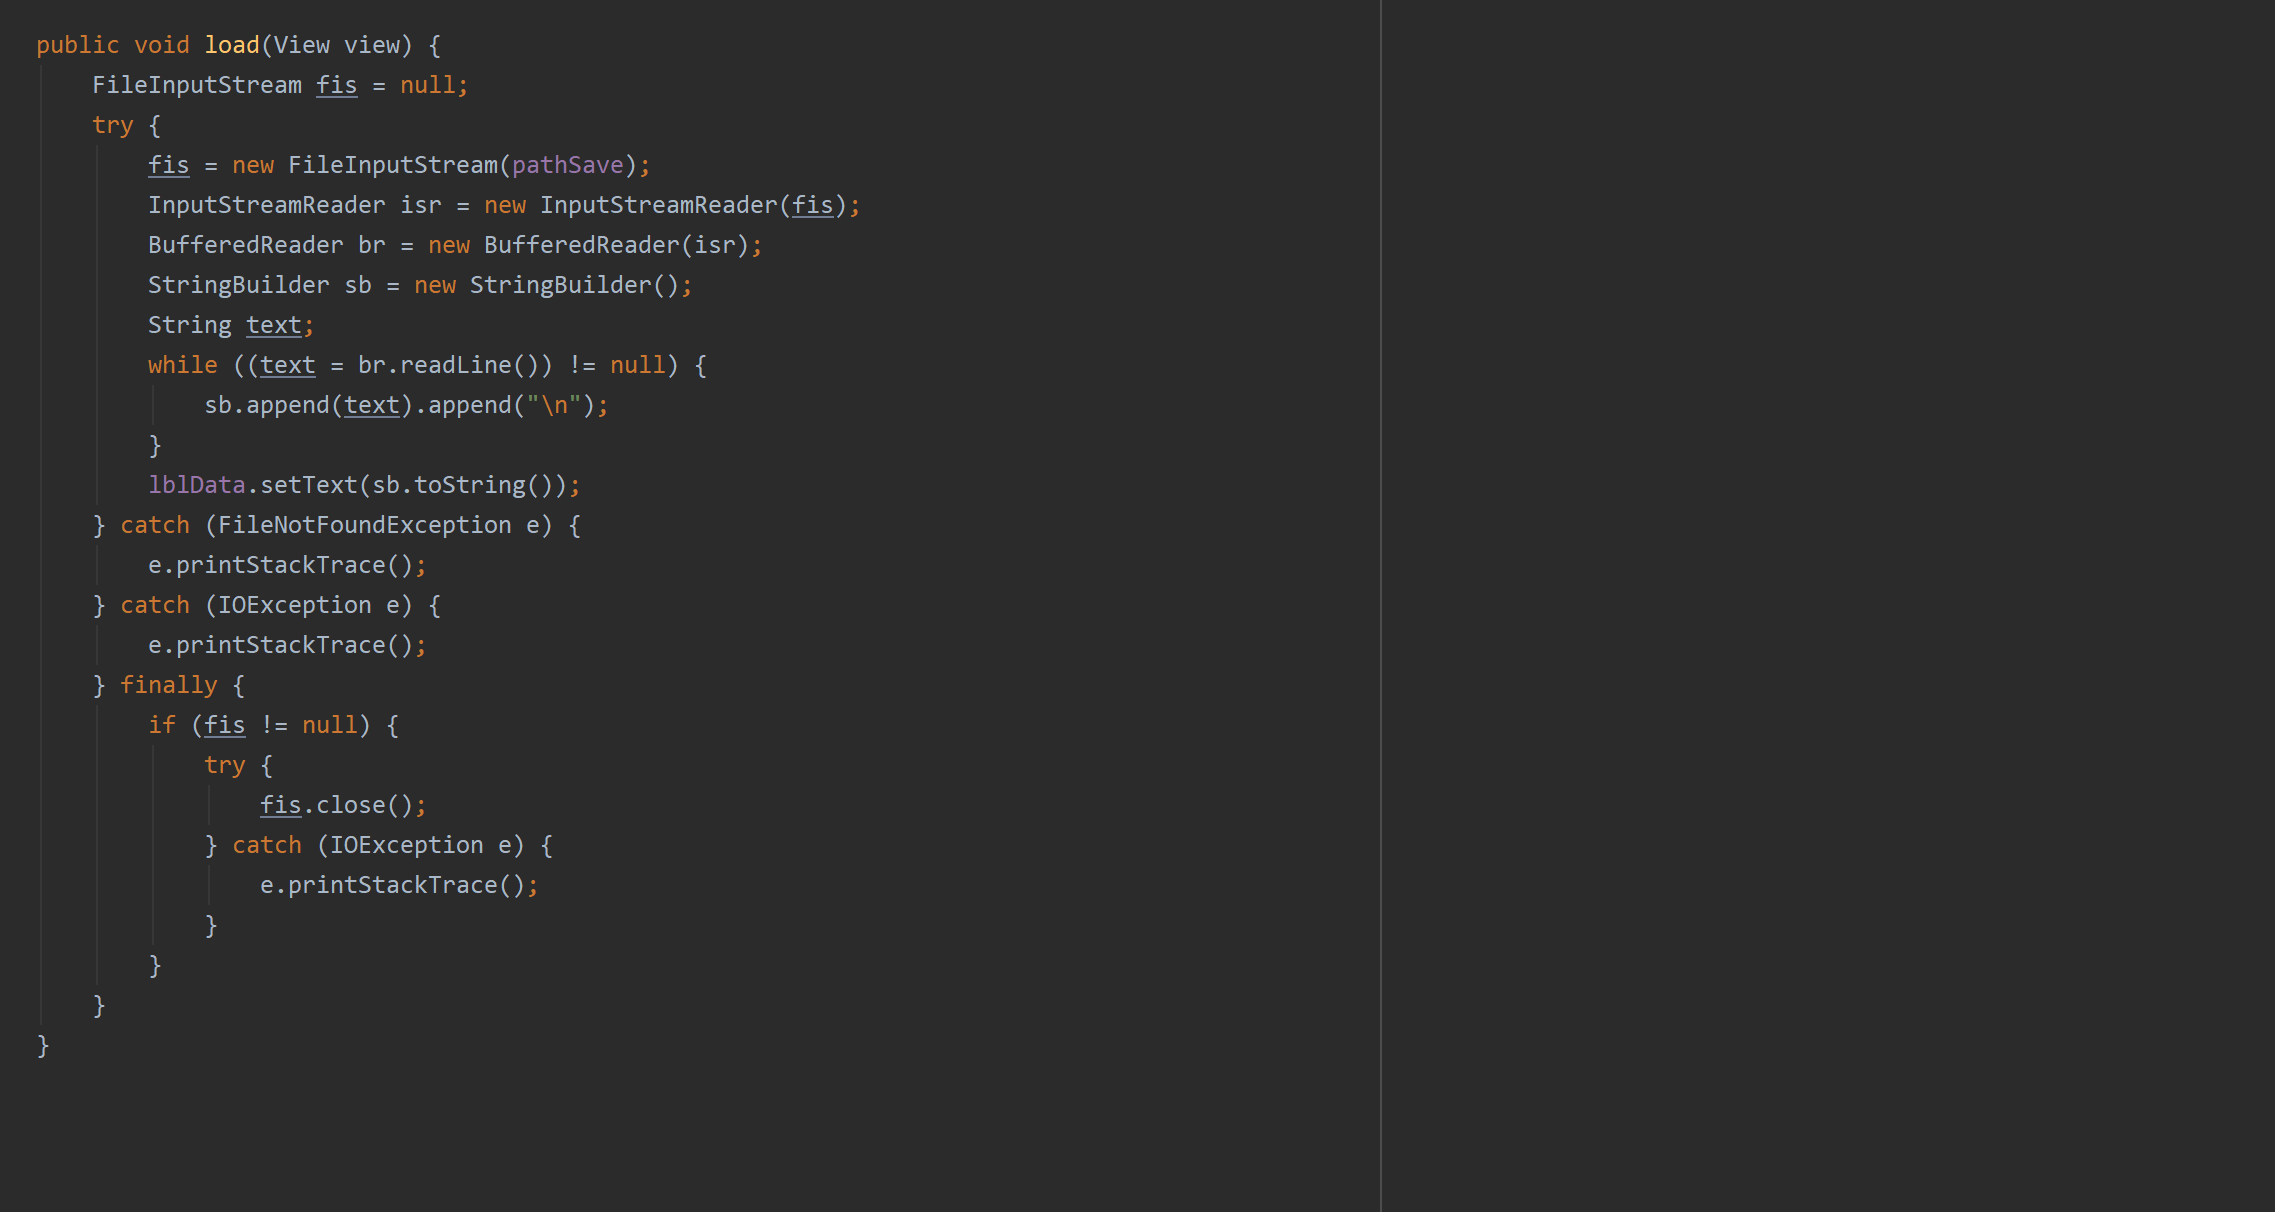 public void load(View view) {
    FileInputStream fis = null;
    try {
        fis = new FileInputStream(pathSave);
        InputStreamReader isr = new InputStreamReader(fis);
        BufferedReader br = new BufferedReader(isr);
        StringBuilder sb = new StringBuilder();
        String text;
        while ((text = br.readLine()) != null) {
            sb.append(text).append("\n");
        }
        lblData.setText(sb.toString());
    } catch (FileNotFoundException e) {
        e.printStackTrace();
    } catch (IOException e) {
        e.printStackTrace();
    } finally {
        if (fis != null) {
            try {
                fis.close();
            } catch (IOException e) {
                e.printStackTrace();
            }
        }
    }
}